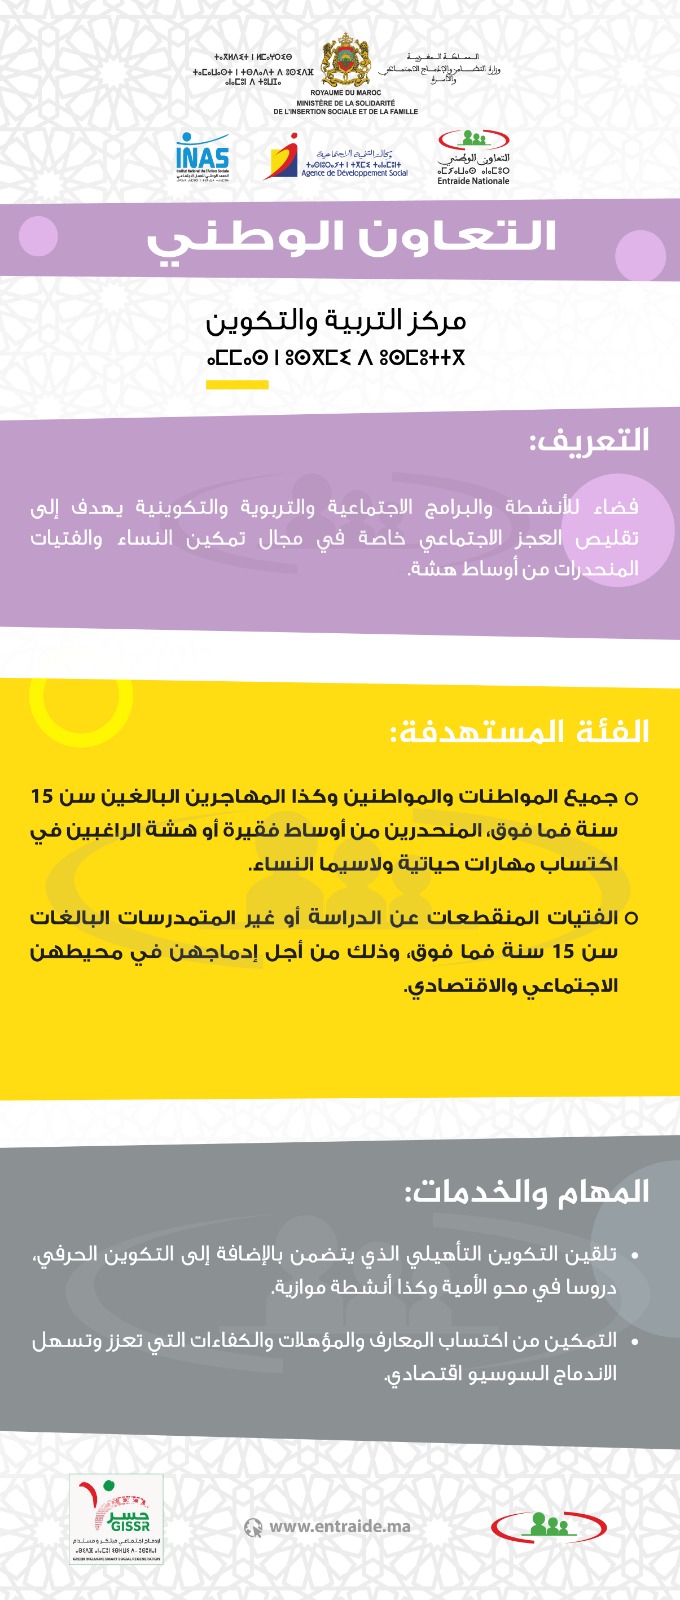 المملكة المغربية
وزارة التضامن والإدماج الاجتماعي
والأسرة
ⵜⴰⴳⵍⴷⵉⵜ ⵏ ⵍⵎⴰⵖⵔⵉⴱ
ROYAUME DU MAROC
MINISTÈRE DE LA SOLIDARITÉ
DE L'INSERTION SOCIALE ET DE LA FAMILLE
التعاون الوطني
Entraide Nationale
وكالة التنمية الاجتماعية
Agence de Développement Social
INAS
Institut National de l'Action Sociale
التعاون الوطني
مركز التربية والتكوين
ⴰⵎⵎⴰⵙ ⵏ ⵓⵙⴳⵎⵉ ⴷ ⵓⵙⵎⵓⵜⵜⴳ
التعريف:
فضاء للأنشطة والبرامج الاجتماعية والتربوية والتكوينية يهدف إلى
تقليص العجز الاجتماعي خاصة في مجال تمكين النساء والفتيات
المنحدرات من أوساط هشة.
الفئة المستهدفة:
جميع المواطنات والمواطنين وكذا المهاجرين البالغين سن 15
سنة فما فوق، المنحدرين من أوساط فقيرة أو هشة الراغبين في
اكتساب مهارات حياتية ولاسيما النساء.
الفتيات المنقطعات عن الدراسة أو غير المتمدرسات البالغات
سن 15 سنة فما فوق، وذلك من أجل إدماجهن في محيطهن
الاجتماعي والاقتصادي.
المهام والخدمات:
• تلقين التكوين التأهيلي الذي يتضمن بالإضافة إلى التكوين الحرفي،
دروسا في محو الأمية وكذا أنشطة موازية.
• التمكين من اكتساب المعارف والمؤهلات والكفاءات التي تعزز وتسهل
الاندماج السوسيو اقتصادي.
www.entraide.ma
جسر
GISSR